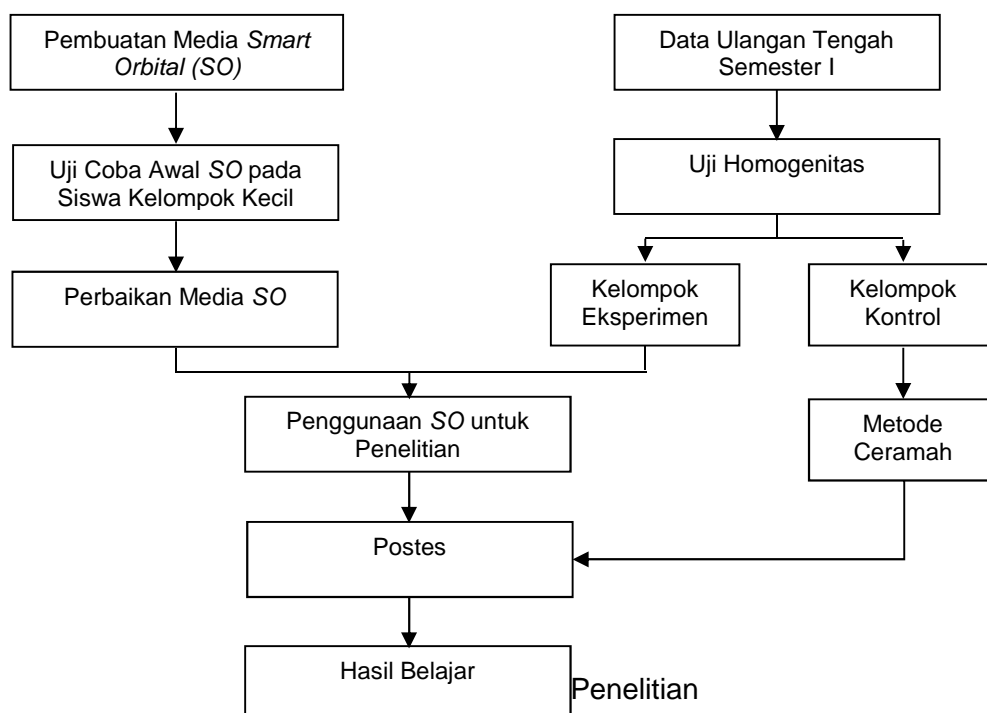 Pembuatan Media Smart
Orbital (SO)
Data Ulangan Tengah
Semester I
Uji Coba Awal SO pada
Siswa Kelompok Kecil
Uji Homogenitas
Perbaikan Media SO
Kelompok
Eksperimen
Kelompok
Kontrol
Penggunaan SO untuk
Penelitian
Metode
Ceramah
Postes
Hasil Belajar
Penelitian